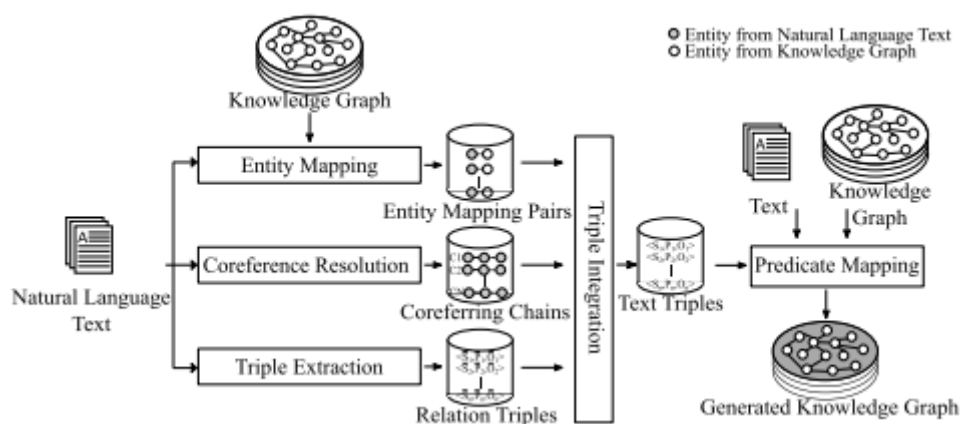 Entity from Natural Language Text
Entity from Knowledge Graph
Knowledge Graph
Entity Mapping
Entity Mapping Pairs
A
Natural Language
Text
Coreference Resolution
C1
C2
Coreferring Chains
Triple Extraction
Relation Triples
Triple Integration
Text Triples
A
Text
Knowledge
Graph
Predicate Mapping
Generated Knowledge Graph